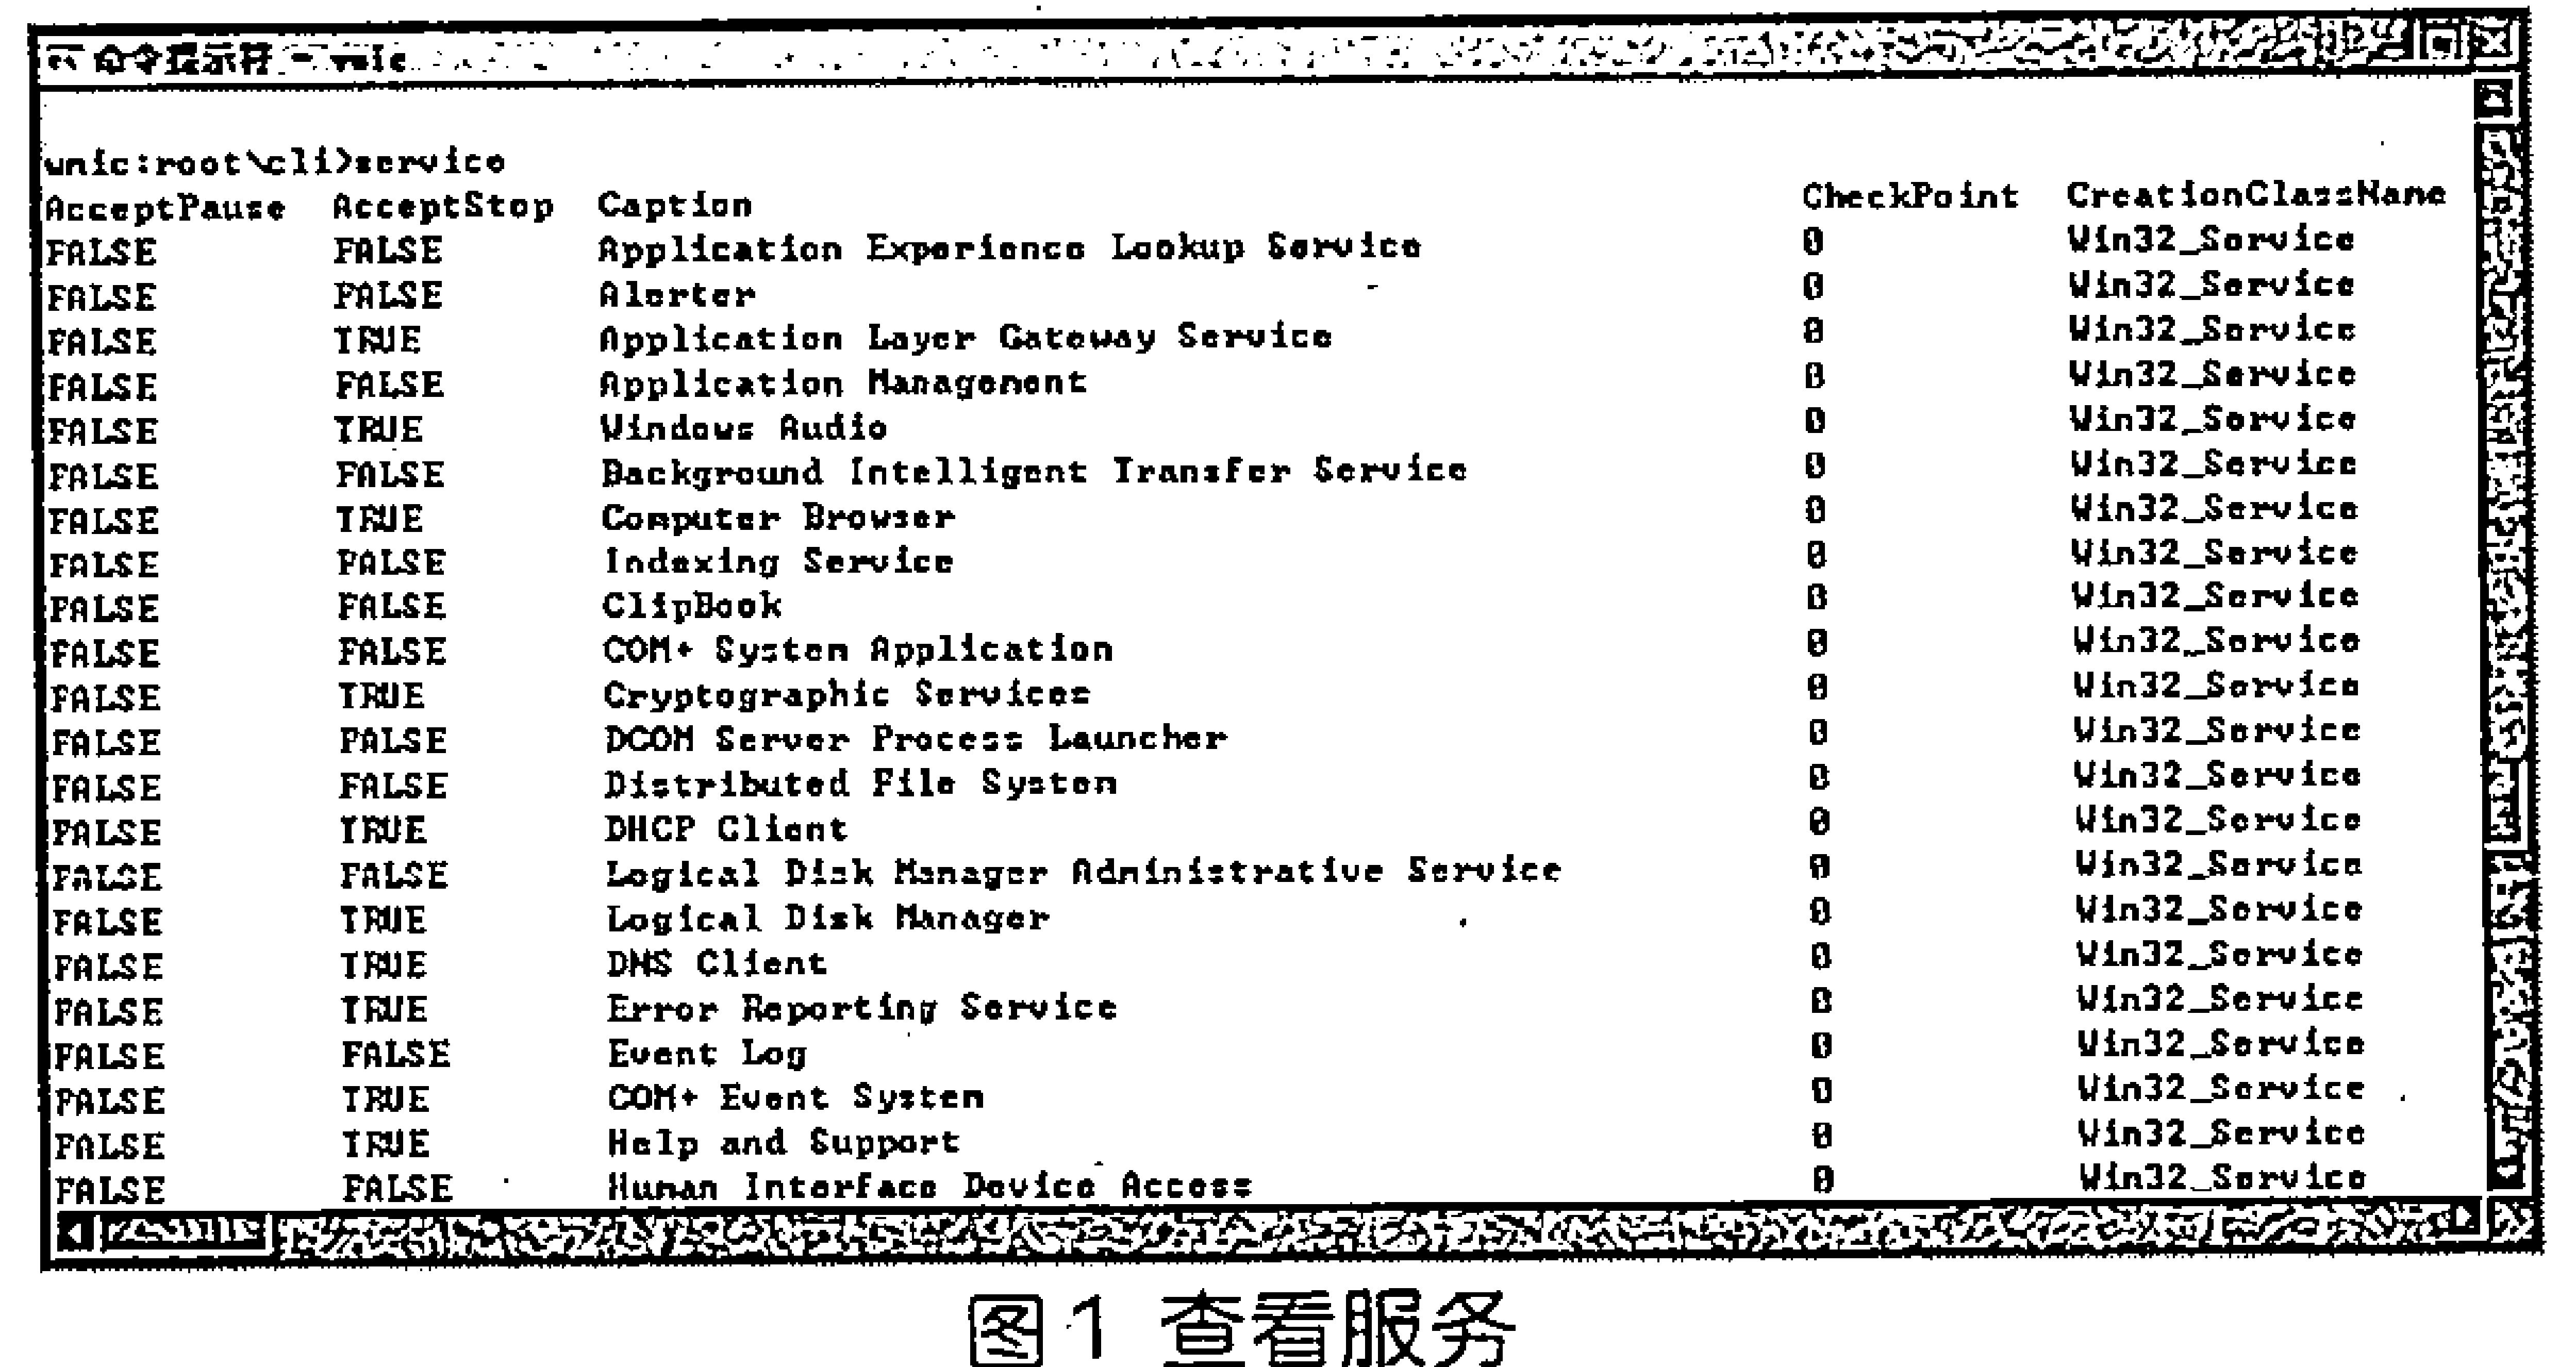 命令提示符 - wmic
wmic:root\cli>service
AcceptPause AcceptStop Caption CheckPoint CreationClassName
FALSE FALSE Application Experience Lookup Service 0 Win32_Service
FALSE FALSE Alerter 0 Win32_Service
FALSE TRUE Application Layer Gateway Service 0 Win32_Service
FALSE FALSE Application Management 0 Win32_Service
FALSE TRUE Windows Audio 0 Win32_Service
FALSE FALSE Background Intelligent Transfer Service 0 Win32_Service
FALSE TRUE Computer Browser 0 Win32_Service
FALSE FALSE Indexing Service 0 Win32_Service
FALSE FALSE ClipBook 0 Win32_Service
FALSE FALSE COM+ System Application 0 Win32_Service
FALSE TRUE Cryptographic Services 0 Win32_Service
FALSE FALSE DCOM Server Process Launcher 0 Win32_Service
FALSE FALSE Distributed File System 0 Win32_Service
FALSE TRUE DHCP Client 0 Win32_Service
FALSE FALSE Logical Disk Manager Administrative Service 0 Win32_Service
FALSE TRUE Logical Disk Manager 0 Win32_Service
FALSE TRUE DNS Client 0 Win32_Service
FALSE TRUE Error Reporting Service 0 Win32_Service
FALSE FALSE Event Log 0 Win32_Service
FALSE TRUE COM+ Event System 0 Win32_Service
FALSE TRUE Help and Support 0 Win32_Service
FALSE FALSE Human Interface Device Access 0 Win32_Service
图1 查看服务